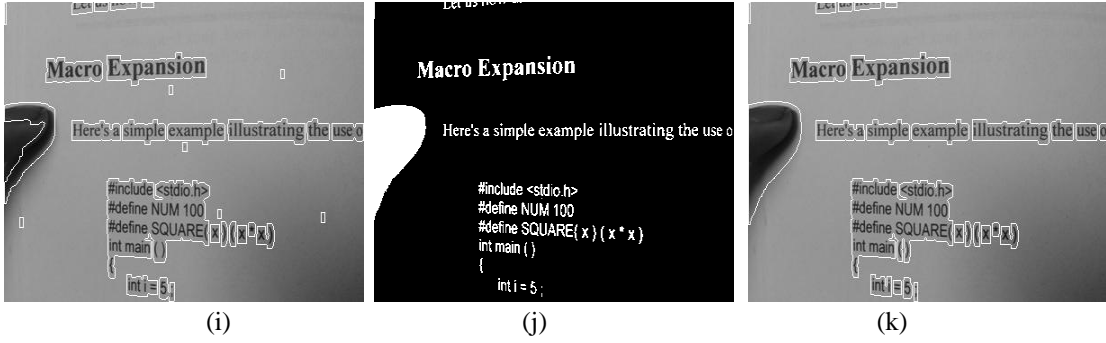 Macro Expansion
Here's a simple example illustrating the use
#include <stdio.h>
#define NUM 100
#define SQUARE( x ) ( x * x )
int main ( )
{
int i = 5 ;
(i)
Let us now
Macro Expansion
Here's a simple example illustrating the use
#include <stdio.h>
#define NUM 100
#define SQUARE( x ) ( x * x )
int main ( )
{
int i = 5 ;
(j)
Macro Expansion
Here's a simple example illustrating the use
#include <stdio.h>
#define NUM 100
#define SQUARE( x ) ( x * x )
int main ( )
{
int i = 5 ;
(k)